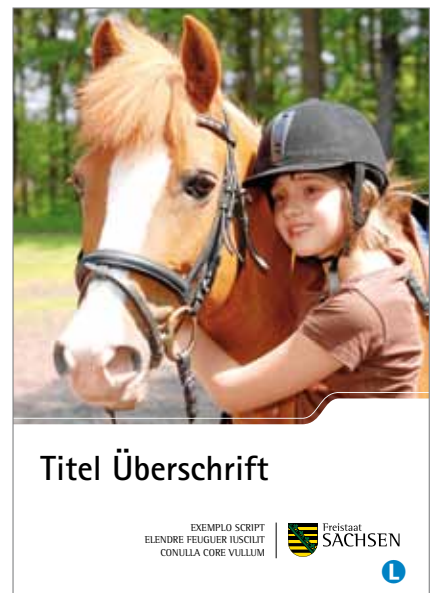 Titel Überschrift
EXEMPLO SCRIPT
ELENDRE FEUGUER IUSCILIT
CONULLA CORE VULLUM
Freistaat
SACHSEN
L